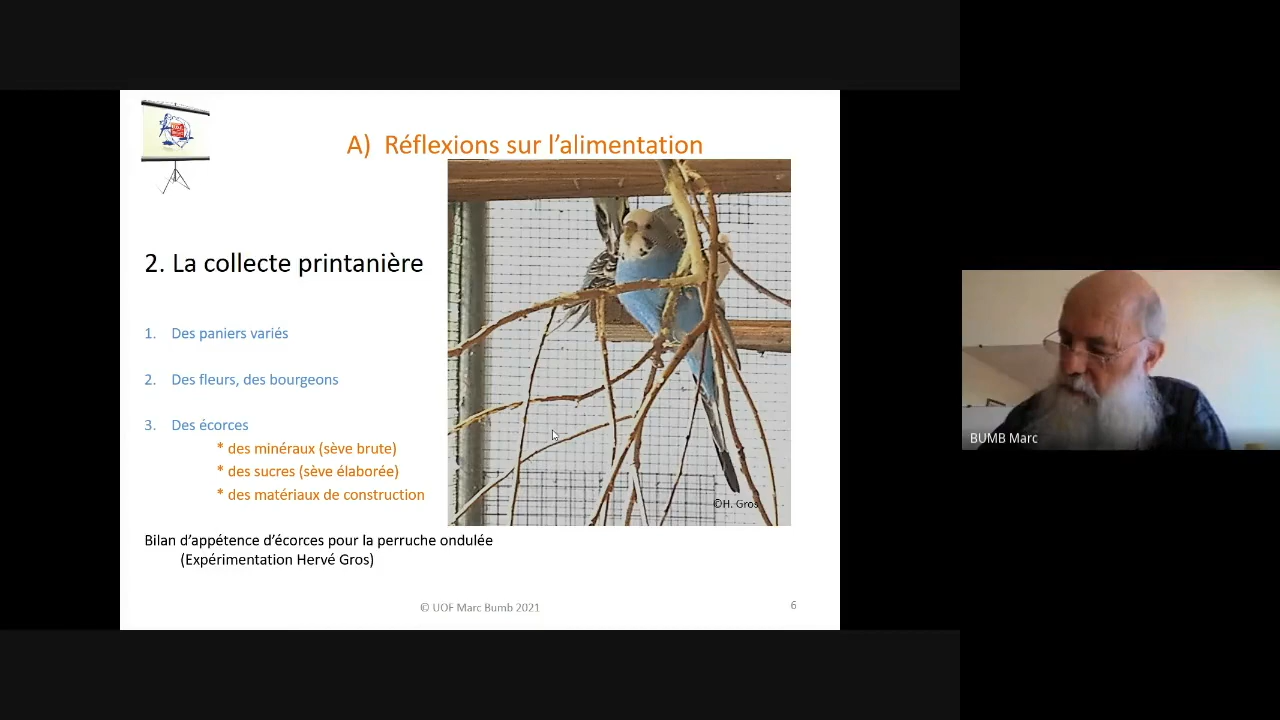 A) Réflexions sur l’alimentation
2. La collecte printanière
1. Des paniers variés
2. Des fleurs, des bourgeons
3. Des écorces
* des minéraux (sève brute)
* des sucres (sève élaborée)
* des matériaux de construction
©H. Gros
Bilan d’appétence d’écorces pour la perruche ondulée
(Expérimentation Hervé Gros)
© UOF Marc Bumb 2021
6
BUMB Marc